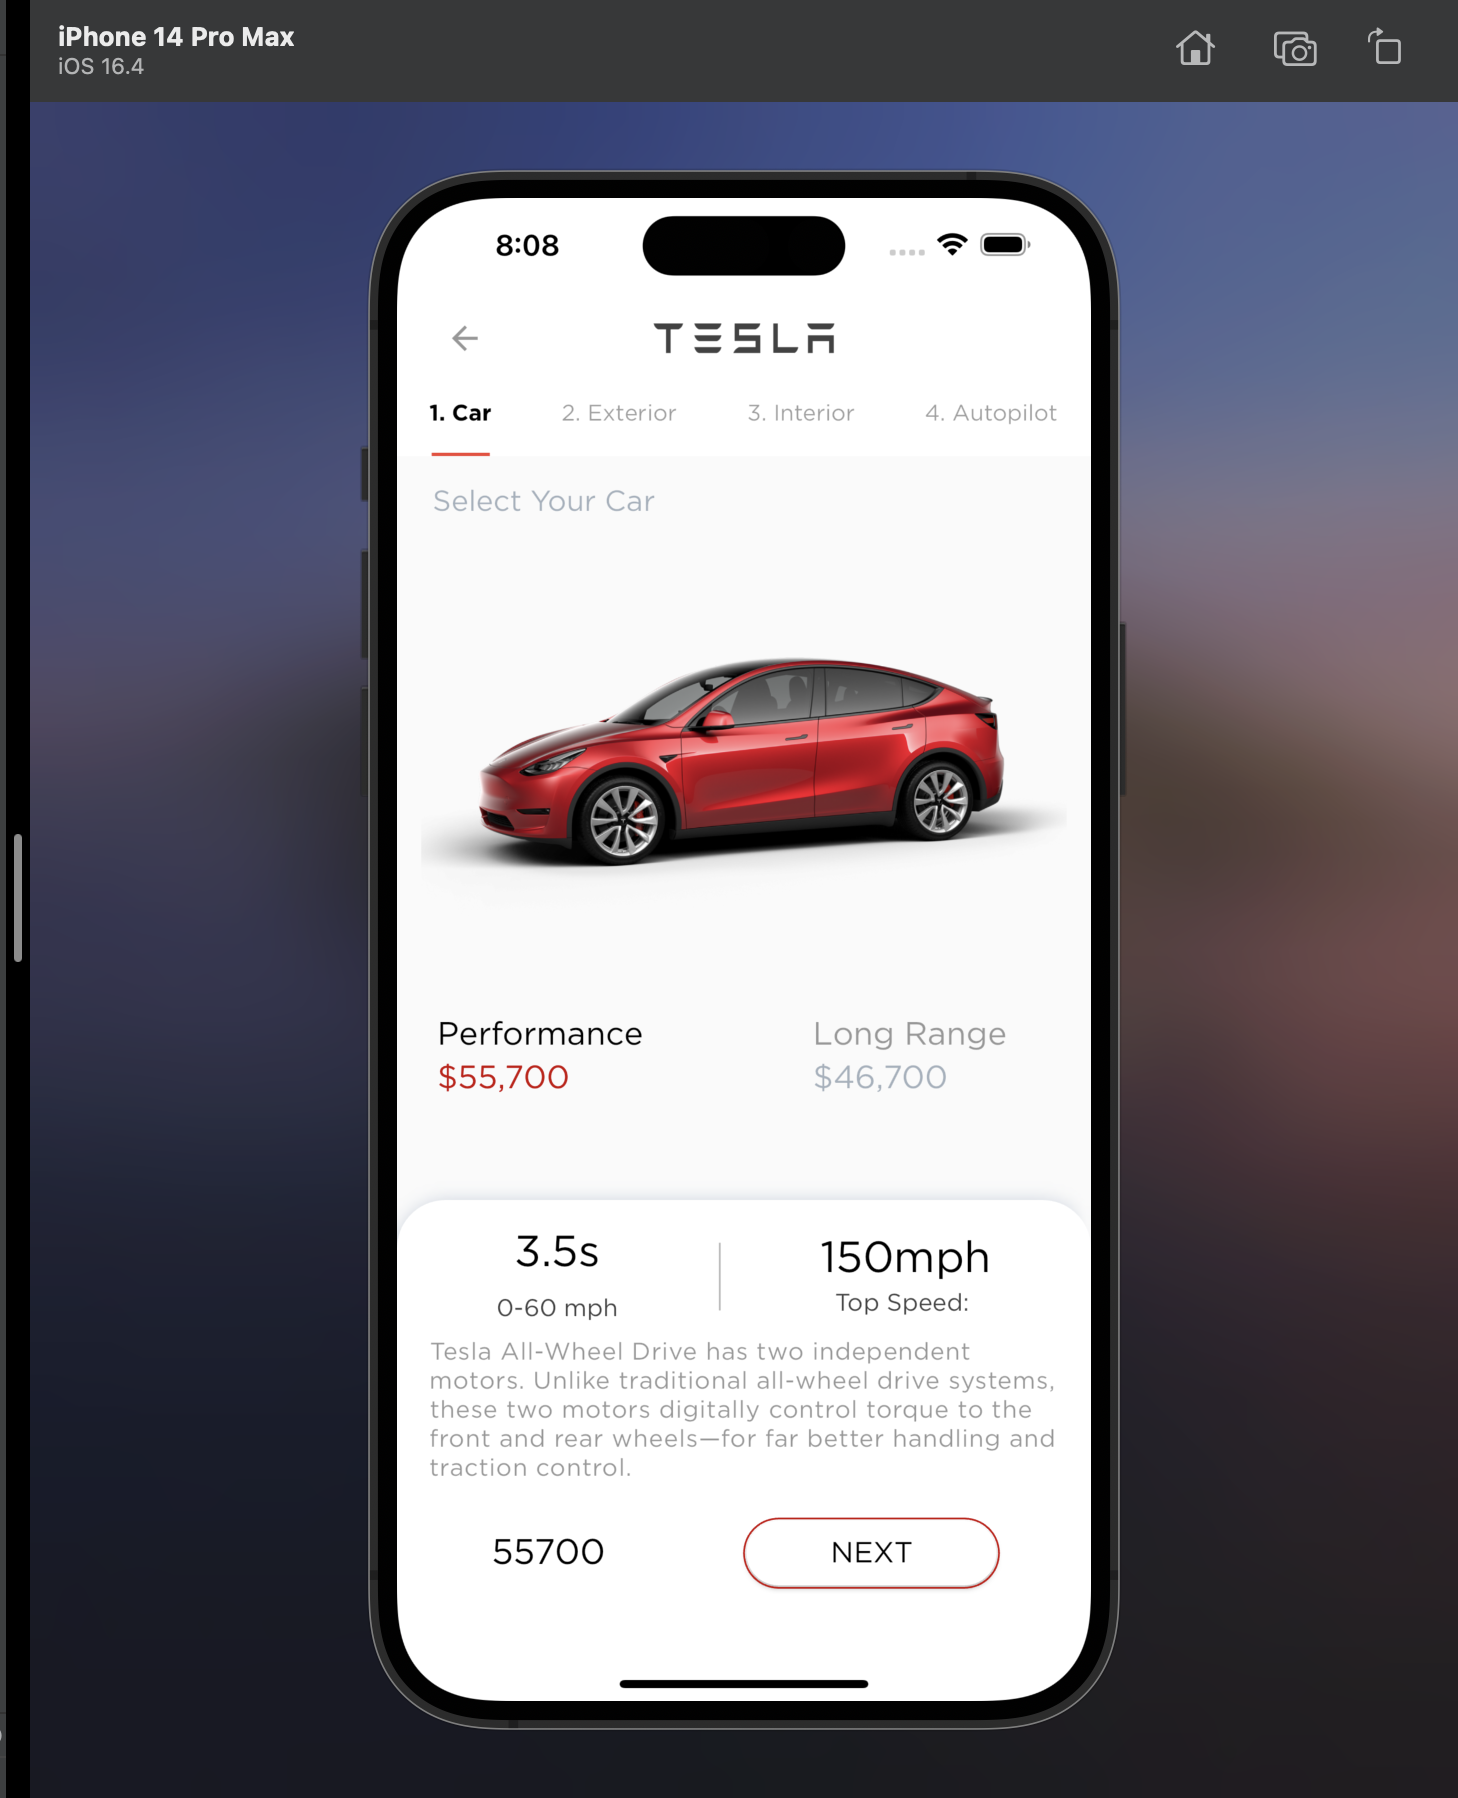 iPhone 14 Pro Max
iOS 16.4
8:08
TESLA
1. Car 2. Exterior 3. Interior 4. Autopilot
Select Your Car
Performance Long Range
$55,700 $46,700
3.5s 150mph
0-60 mph Top Speed:
Tesla All-Wheel Drive has two independent
motors. Unlike traditional all-wheel drive systems,
these two motors digitally control torque to the
front and rear wheels—for far better handling and
traction control.
55700 NEXT